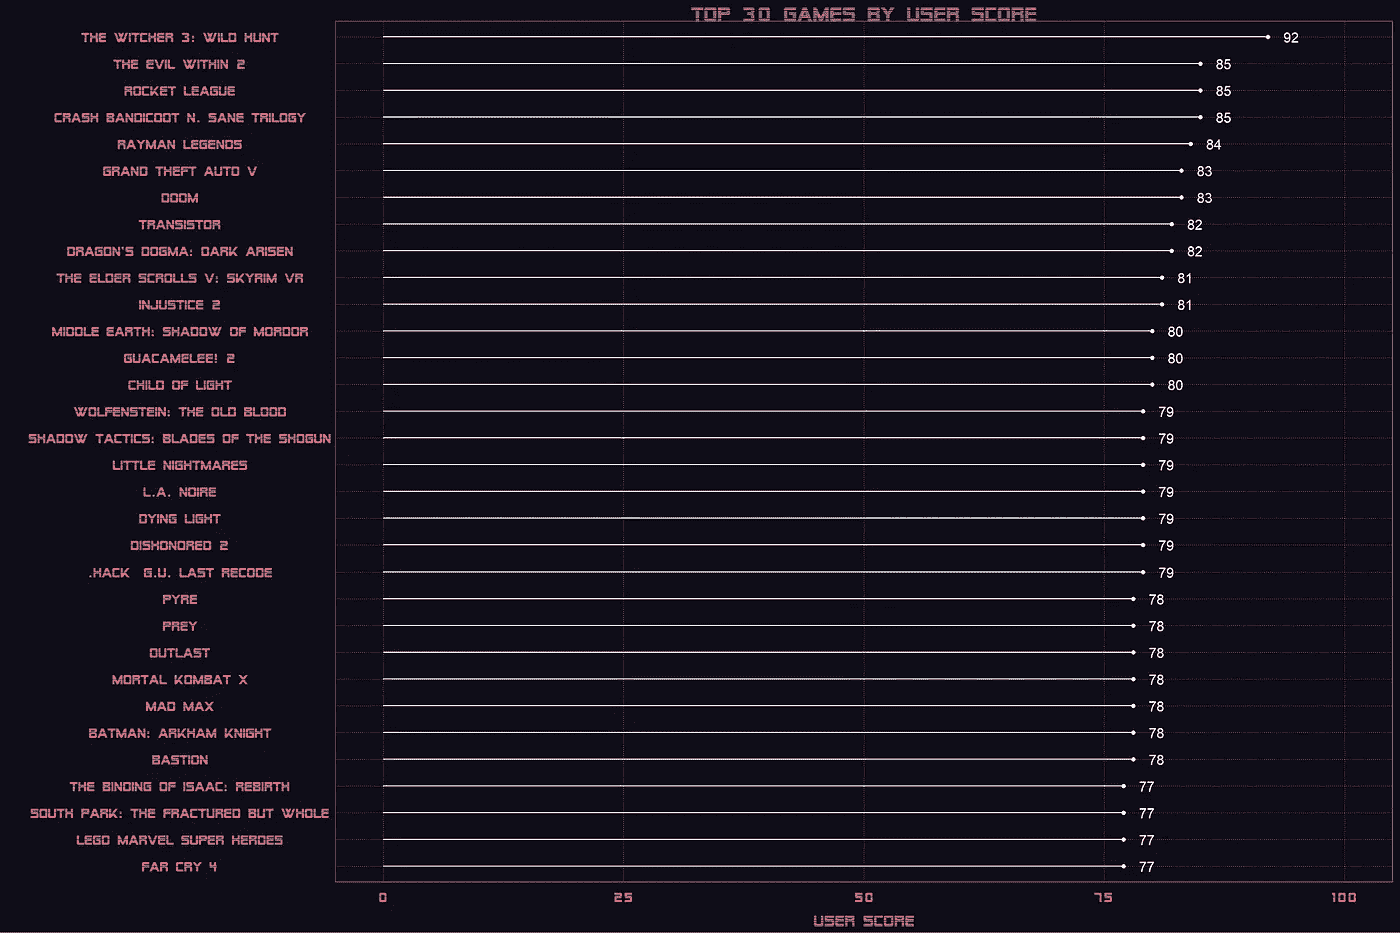 TOP 30 GAMES BY USER SCORE
THE WITCHER 3: WILD HUNT 92
THE EVIL WITHIN 2 85
ROCKET LEAGUE 85
CRASH BANDICOOT N. SANE TRILOGY 85
RAYMAN LEGENDS 84
GRAND THEFT AUTO V 83
DOOM 83
TRANSISTOR 82
DRAGON'S DOGMA: DARK ARISEN 82
THE ELDER SCROLLS V: SKYRIM VR 81
INJUSTICE 2 81
MIDDLE EARTH: SHADOW OF MORDOR 80
GUACAMELEE! 2 80
CHILD OF LIGHT 80
WOLFENSTEIN: THE OLD BLOOD 79
SHADOW TACTICS: BLADES OF THE SHOGUN 79
LITTLE NIGHTMARES 79
L.A. NOIRE 79
DYING LIGHT 79
DISHONORED 2 79
.HACK G.U. LAST RECODE 79
PYRE 78
PREY 78
OUTLAST 78
MORTAL KOMBAT X 78
MAD MAX 78
BATMAN: ARKHAM KNIGHT 78
BASTION 78
THE BINDING OF ISAAC: REBIRTH 77
SOUTH PARK: THE FRACTURED BUT WHOLE 77
LEGO MARVEL SUPER HEROES 77
FAR CRY 4 77
0 25 50 75 100
USER SCORE